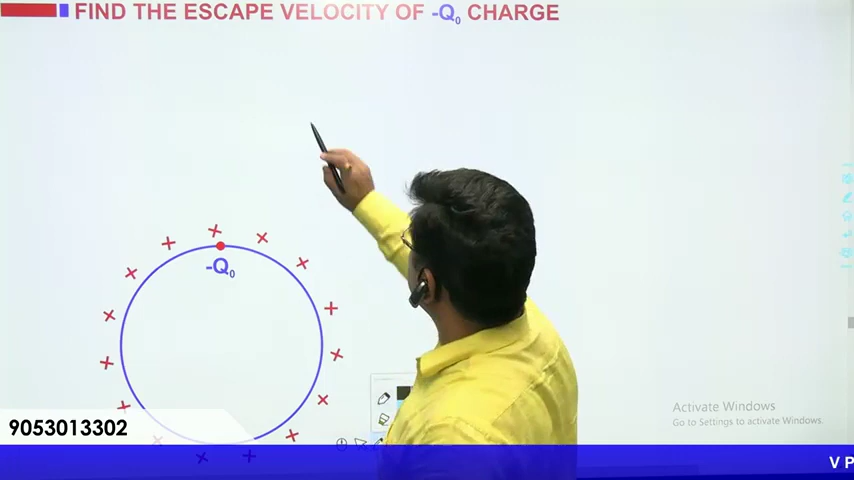 FIND THE ESCAPE VELOCITY OF -Q₀ CHARGE
-Q₀
Activate Windows
Go to Settings to activate Windows.
9053013302
V P